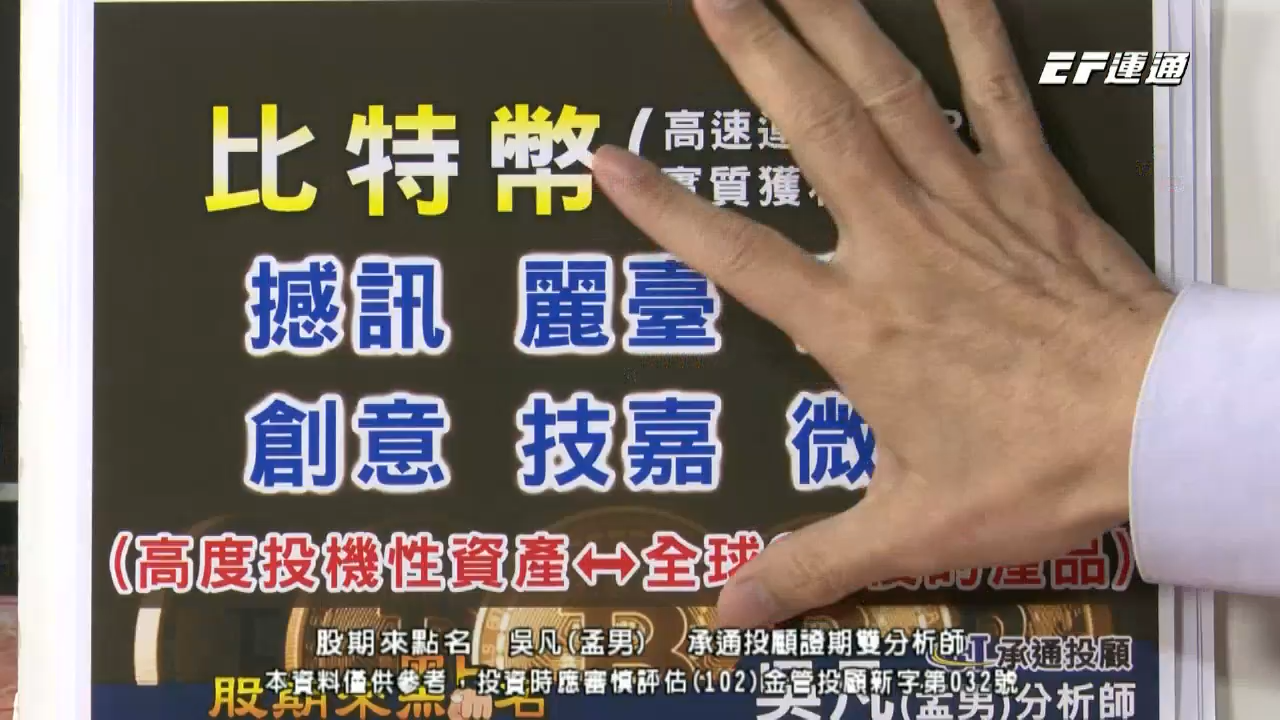 EF運通
比特幣(高速運
實質獲
撼訊 麗臺
創意 技嘉 微
(高度投機性資產↔全球 產品)
股期來點名 吳凡(孟男) 承通投顧證期雙分析師
承通投顧
本資料僅供參考,投資時應審慎評估(102)金管投顧新字第032號
股期來點名
吳凡(孟男)分析師